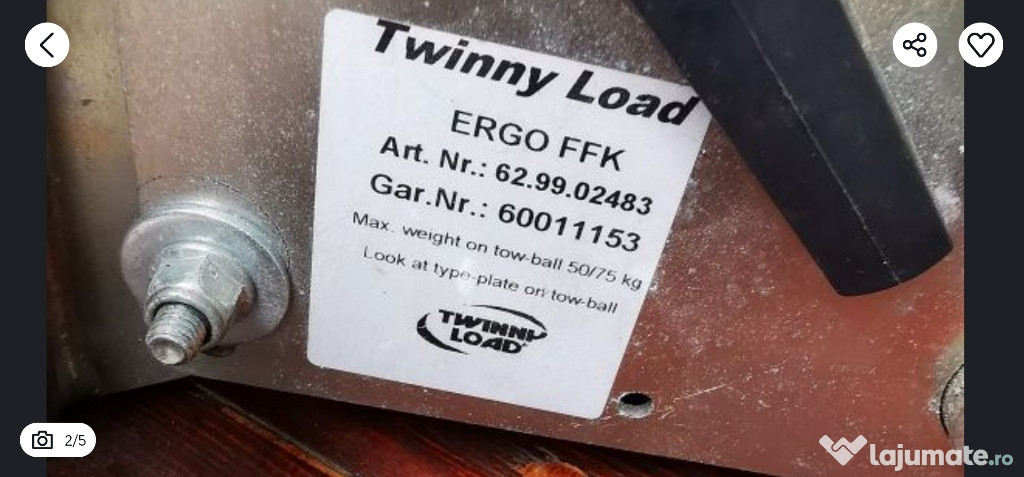 Twinny Load
ERGO FFK
Art. Nr.: 62.99.02483
Gar.Nr.: 60011153
Max. weight on tow-ball 50/75 kg
Look at type-plate on tow-ball
TWINNY
LOAD
2/5
lajumate.ro